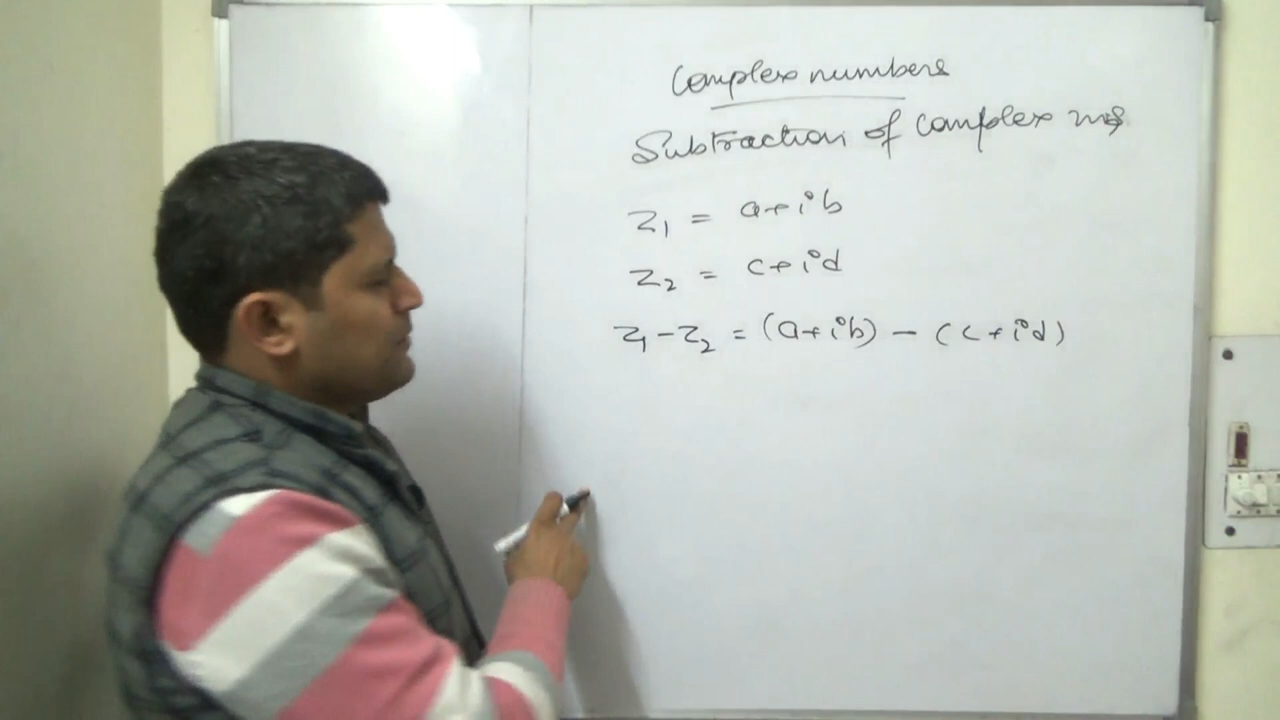 Complex numbers
Subtraction of complex nos.
Z₁ = a+ib
Z₂ = c+id
Z₁-Z₂ = (a+ib) - (c+id)